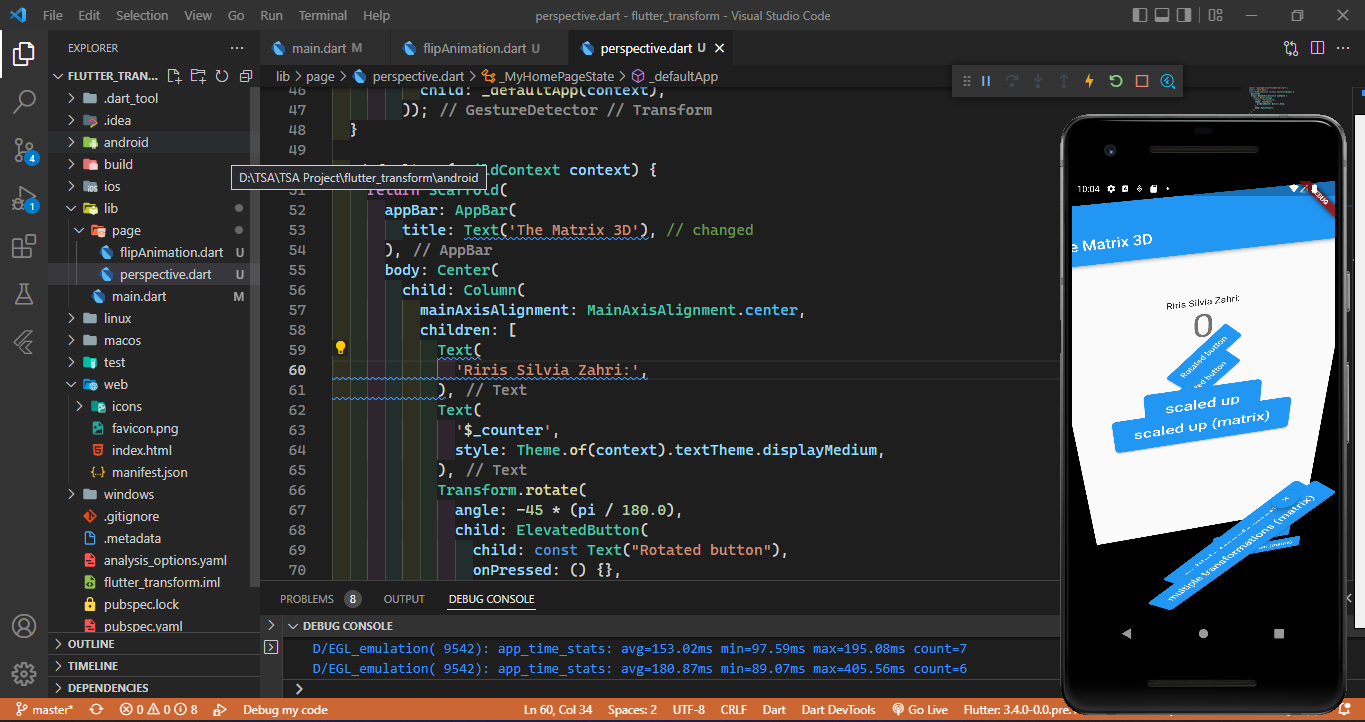 File Edit Selection View Go Run Terminal Help
perspective.dart - flutter_transform - Visual Studio Code
EXPLORER
main.dart M
flipAnimation.dart U
perspective.dart U
FLUTTER_TRAN...
lib > page > perspective.dart > _MyHomePageState > _defaultApp
.dart_tool
.idea
android
build
ios
lib
page
flipAnimation.dart U
perspective.dart U
main.dart M
linux
macos
test
web
icons
favicon.png
index.html
manifest.json
windows
.gitignore
.metadata
analysis_options.yaml
flutter_transform.iml
pubspec.lock
pubspec.yaml
OUTLINE
TIMELINE
DEPENDENCIES
4
1
D:\TSA\TSA Project\flutter_transform\android
46 child: _defaultApp(context),
47 )); // GestureDetector // Transform
48 }
49
dContext context) {
51 return Scaffold(
52 appBar: AppBar(
53 title: Text('The Matrix 3D'), // changed
54 ), // AppBar
55 body: Center(
56 child: Column(
57 mainAxisAlignment: MainAxisAlignment.center,
58 children: [
59 Text(
60 'Riris Silvia Zahri:',
61 ), // Text
62 Text(
63 '$_counter',
64 style: Theme.of(context).textTheme.displayMedium,
65 ), // Text
66 Transform.rotate(
67 angle: -45 * (pi / 180.0),
68 child: ElevatedButton(
69 child: const Text("Rotated button"),
70 onPressed: () {},
PROBLEMS 8 OUTPUT DEBUG CONSOLE
DEBUG CONSOLE
D/EGL_emulation( 9542): app_time_stats: avg=153.02ms min=97.59ms max=195.08ms count=7
D/EGL_emulation( 9542): app_time_stats: avg=180.87ms min=89.07ms max=405.56ms count=6
10:04
e Matrix 3D
Riris Silvia Zahri:
0
Rotated button
ed button
scaled up
scaled up (matrix)
multiple transformations (matrix)
master* 0 0 8 Debug my code
Ln 60, Col 34 Spaces: 2 UTF-8 CRLF Dart Dart DevTools Go Live Flutter: 3.4.0-0.0.pre.